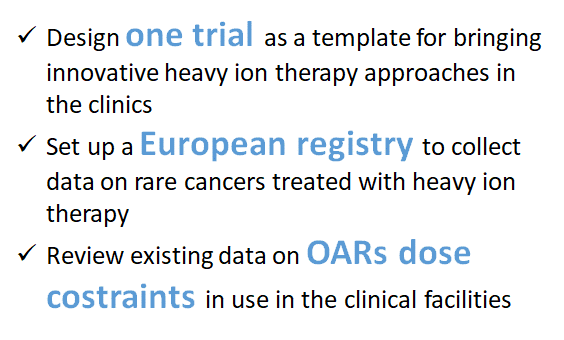 ✓ Design one trial as a template for bringing
innovative heavy ion therapy approaches in
the clinics
✓ Set up a European registry to collect
data on rare cancers treated with heavy ion
therapy
✓ Review existing data on OARs dose
costraints in use in the clinical facilities